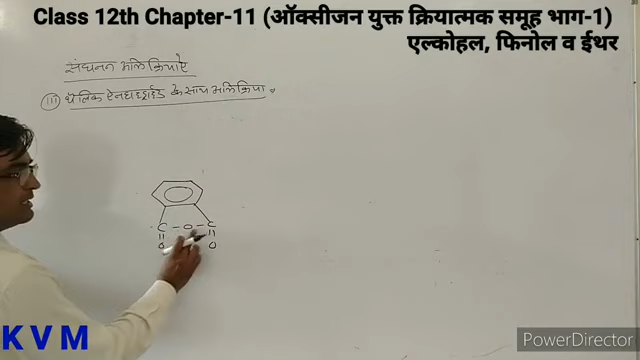 Class 12th Chapter-11 (ऑक्सीजन युक्त क्रियात्मक समूह भाग-1)
एल्कोहल, फिनोल व ईथर
संघनन अभिक्रियाएं
(iii) थैलिक ऐनहाइड्राइड के साथ अभिक्रिया
C - O - C
O O
K V M
PowerDirector